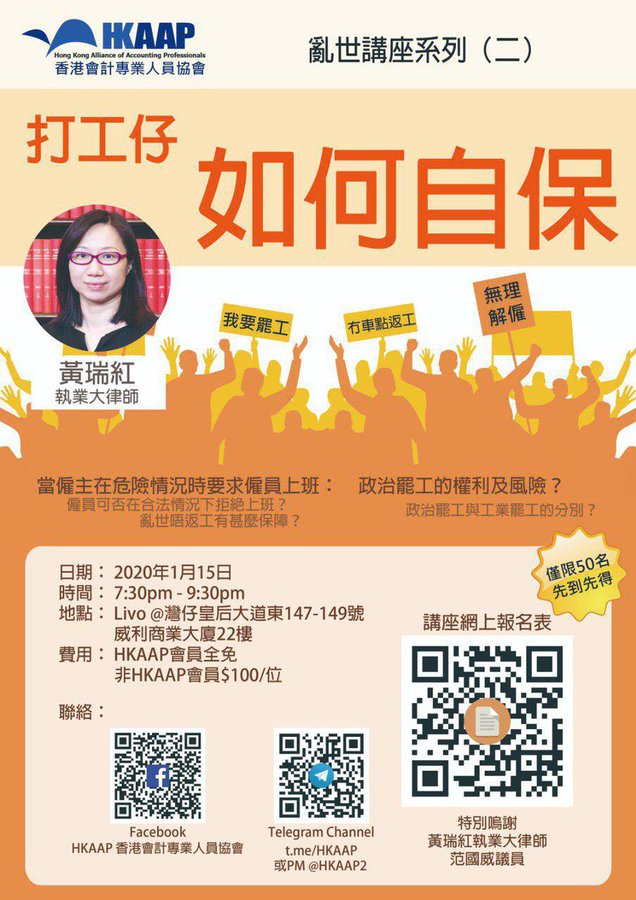 HKAAP
Hong Kong Alliance of Accounting Professionals
香港會計專業人員協會
亂世講座系列（二）
打工仔
如何自保
我要罷工
冇車點返工
無理
解僱
黃瑞紅
執業大律師
當僱主在危險情況時要求僱員上班：
僱員可否在合法情況下拒絕上班？
亂世唔返工有甚麼保障？
政治罷工的權利及風險？
政治罷工與工業罷工的分別？
僅限50名
先到先得
日期： 2020年1月15日
時間： 7:30pm - 9:30pm
地點： Livo @灣仔皇后大道東147-149號
威利商業大廈22樓
費用： HKAAP會員全免
非HKAAP會員$100/位
聯絡：
Facebook
HKAAP 香港會計專業人員協會
Telegram Channel
t.me/HKAAP
或PM @HKAAP2
講座網上報名表
特別鳴謝
黃瑞紅執業大律師
范國威議員